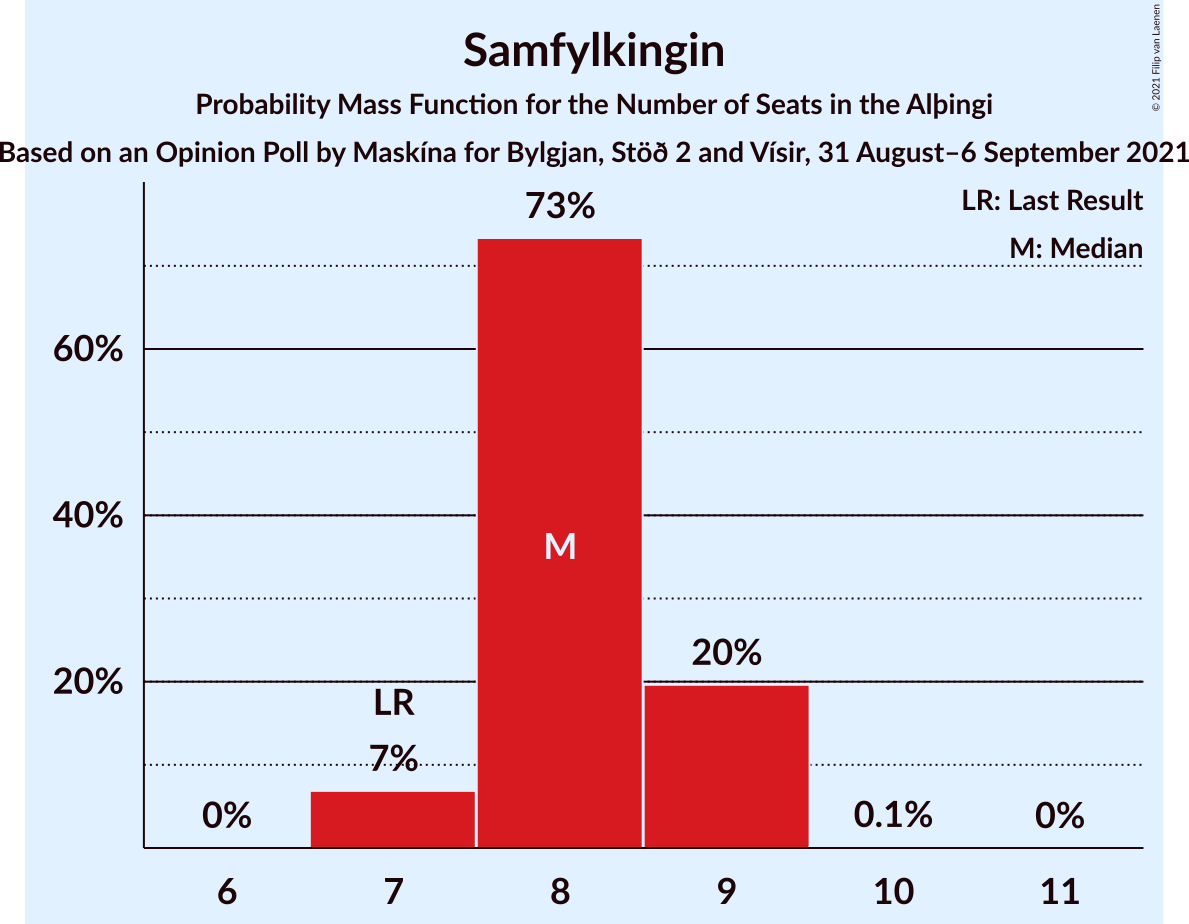 Samfylkingin
Probability Mass Function for the Number of Seats in the Alþingi
Based on an Opinion Poll by Maskína for Bylgjan, Stöð 2 and Vísir, 31 August–6 September 2021
© 2021 Filip van Laenen
LR: Last Result
M: Median
73%
60%
40%
M
20%
20%
LR
7%
0%
0.1%
0%
6 7 8 9 10 11